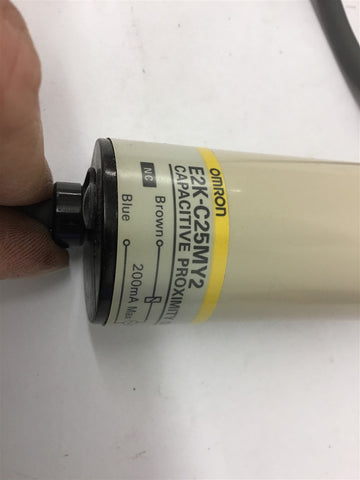 OMRON
E2K-C25MY2
CAPACITIVE PROXIMITY
NC
Brown
200mA Max
Blue